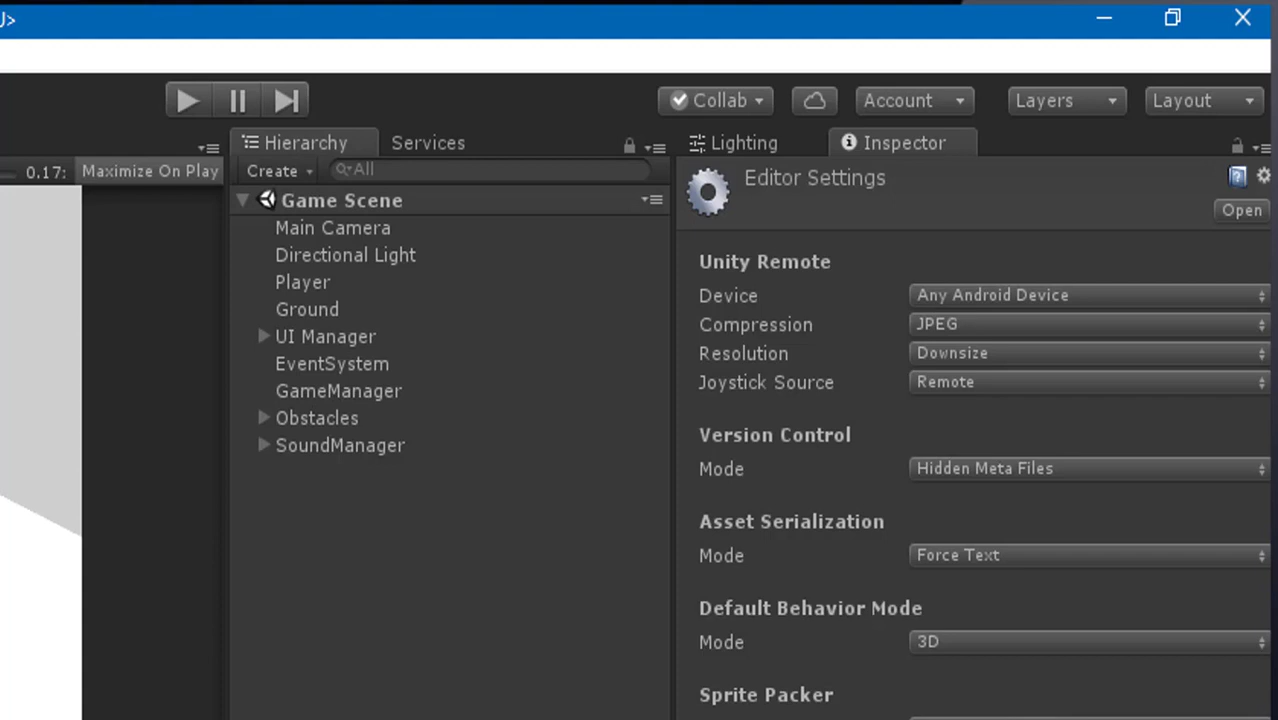 U>
Collab
Account
Layers
Layout
Hierarchy
Services
Lighting
Inspector
0.17:
Maximize On Play
Create
All
Game Scene
Main Camera
Directional Light
Player
Ground
UI Manager
EventSystem
GameManager
Obstacles
SoundManager
Editor Settings
Open
Unity Remote
Device Any Android Device
Compression JPEG
Resolution Downsize
Joystick Source Remote
Version Control
Mode Hidden Meta Files
Asset Serialization
Mode Force Text
Default Behavior Mode
Mode 3D
Sprite Packer